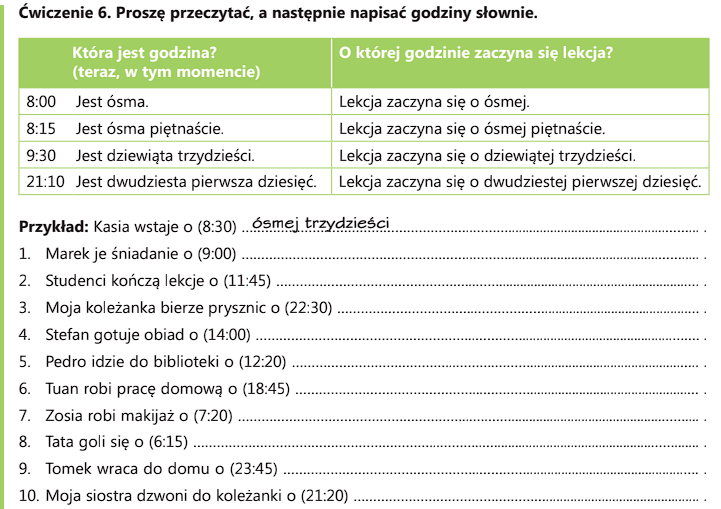 Ćwiczenie 6. Proszę przeczytać, a następnie napisać godziny słownie.
Która jest godzina? O której godzinie zaczyna się lekcja?
(teraz, w tym momencie)
8:00 Jest ósma. Lekcja zaczyna się o ósmej.
8:15 Jest ósma piętnaście. Lekcja zaczyna się o ósmej piętnaście.
9:30 Jest dziewiąta trzydzieści. Lekcja zaczyna się o dziewiątej trzydzieści.
21:10 Jest dwudziesta pierwsza dziesięć. Lekcja zaczyna się o dwudziestej pierwszej dziesięć.
Przykład: Kasia wstaje o (8:30) ósmej trzydzieści .
1. Marek je śniadanie o (9:00) .
2. Studenci kończą lekcje o (11:45) .
3. Moja koleżanka bierze prysznic o (22:30) .
4. Stefan gotuje obiad o (14:00) .
5. Pedro idzie do biblioteki o (12:20) .
6. Tuan robi pracę domową o (18:45) .
7. Zosia robi makijaż o (7:20) .
8. Tata goli się o (6:15) .
9. Tomek wraca do domu o (23:45) .
10. Moja siostra dzwoni do koleżanki o (21:20) .